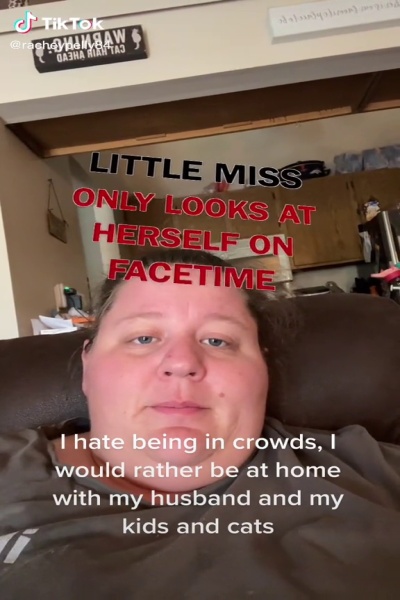 TikTok
@racheypelly84
WARNING:
CAT HAIR AHEAD
LITTLE MISS
ONLY LOOKS AT
HERSELF ON
FACETIME
I hate being in crowds, I
would rather be at home
with my husband and my
kids and cats